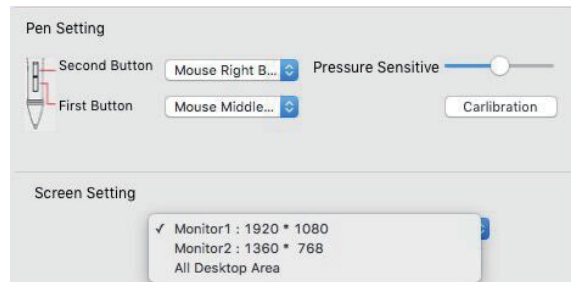 Pen Setting
Second Button Mouse Right B... Pressure Sensitive
First Button Mouse Middle... Carlibration
Screen Setting
✓ Monitor1 : 1920 * 1080
Monitor2 : 1360 * 768
All Desktop Area